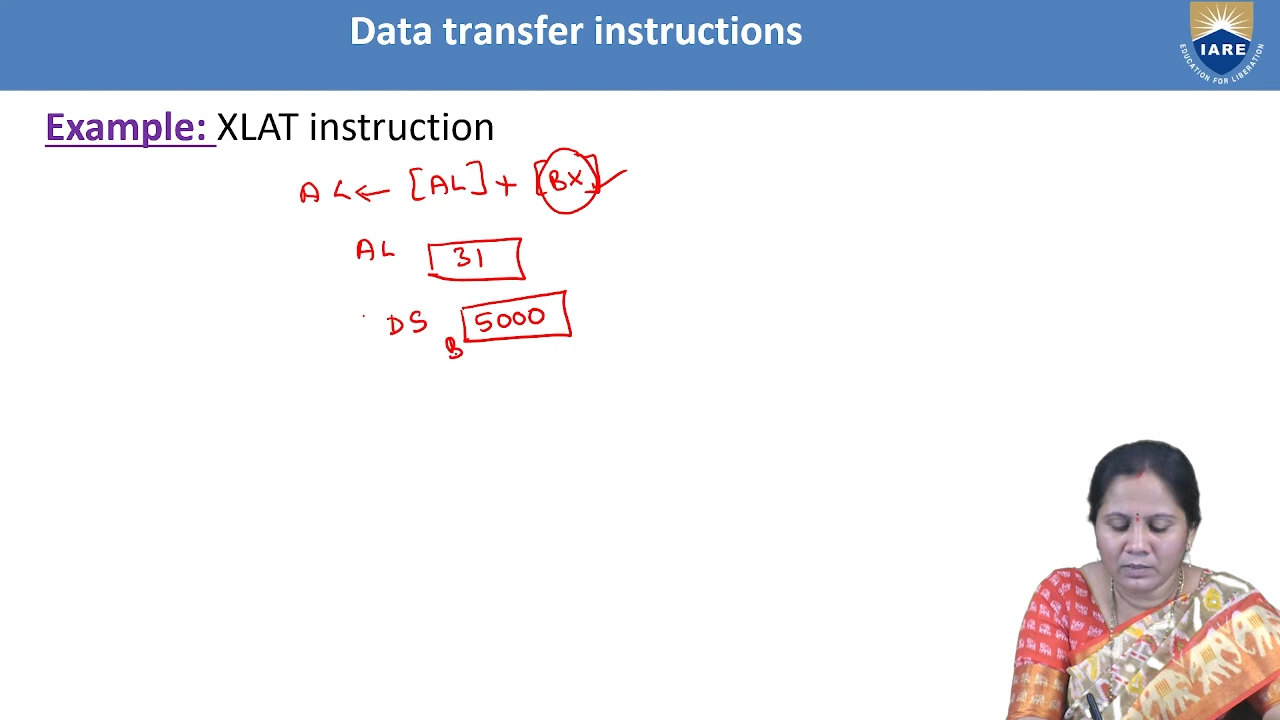 Data transfer instructions
IARE
EDUCATION FOR LIBERATION
Example: XLAT instruction
AL ← [AL] + [BX]
AL 31
DS 5000
B